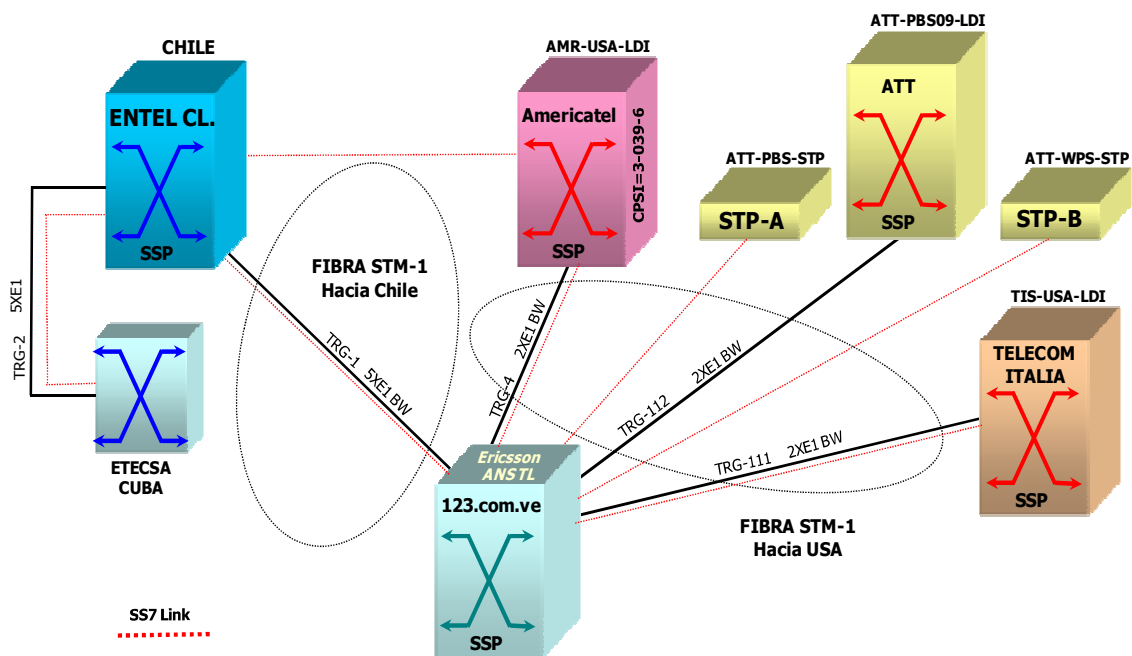 CHILE
ENTEL CL.
SSP
AMR-USA-LDI
Americatel
CPSI=3-039-6
SSP
ATT-PBS09-LDI
ATT
SSP
ATT-PBS-STP
STP-A
ATT-WPS-STP
STP-B
TIS-USA-LDI
TELECOM
ITALIA
SSP
TRG-2 5XE1
ETECSA
CUBA
FIBRA STM-1
Hacia Chile
TRG-1 5XE1 BW
TRG-4 2XE1 BW
TRG-112 2XE1 BW
TRG-111 2XE1 BW
FIBRA STM-1
Hacia USA
Ericsson
ANS TL
123.com.ve
SSP
SS7 Link